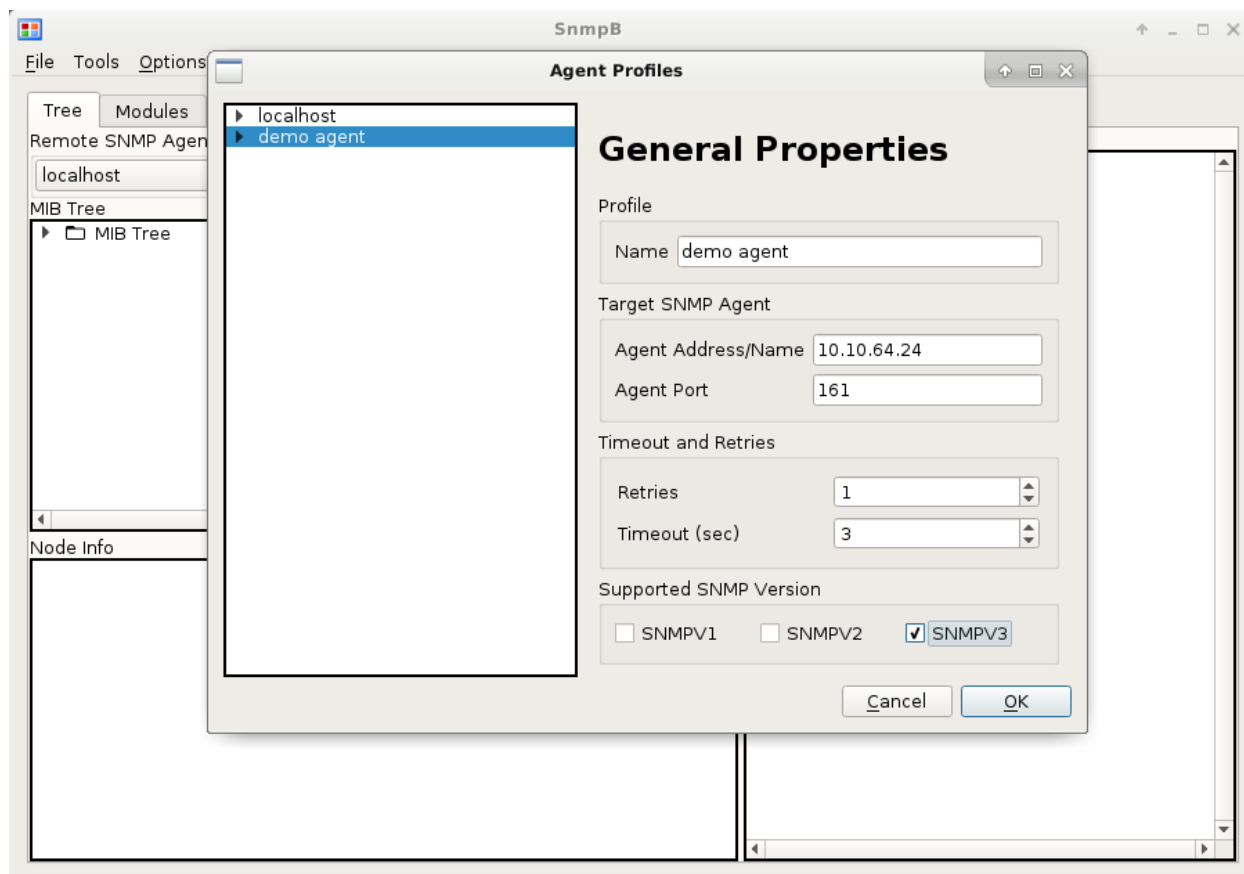 SnmpB
File Tools Options
Agent Profiles
Tree Modules
Remote SNMP Agen
localhost
MIB Tree
MIB Tree
Node Info
localhost
demo agent
General Properties
Profile
Name demo agent
Target SNMP Agent
Agent Address/Name 10.10.64.24
Agent Port 161
Timeout and Retries
Retries 1
Timeout (sec) 3
Supported SNMP Version
SNMPV1 SNMPV2 SNMPV3
Cancel OK